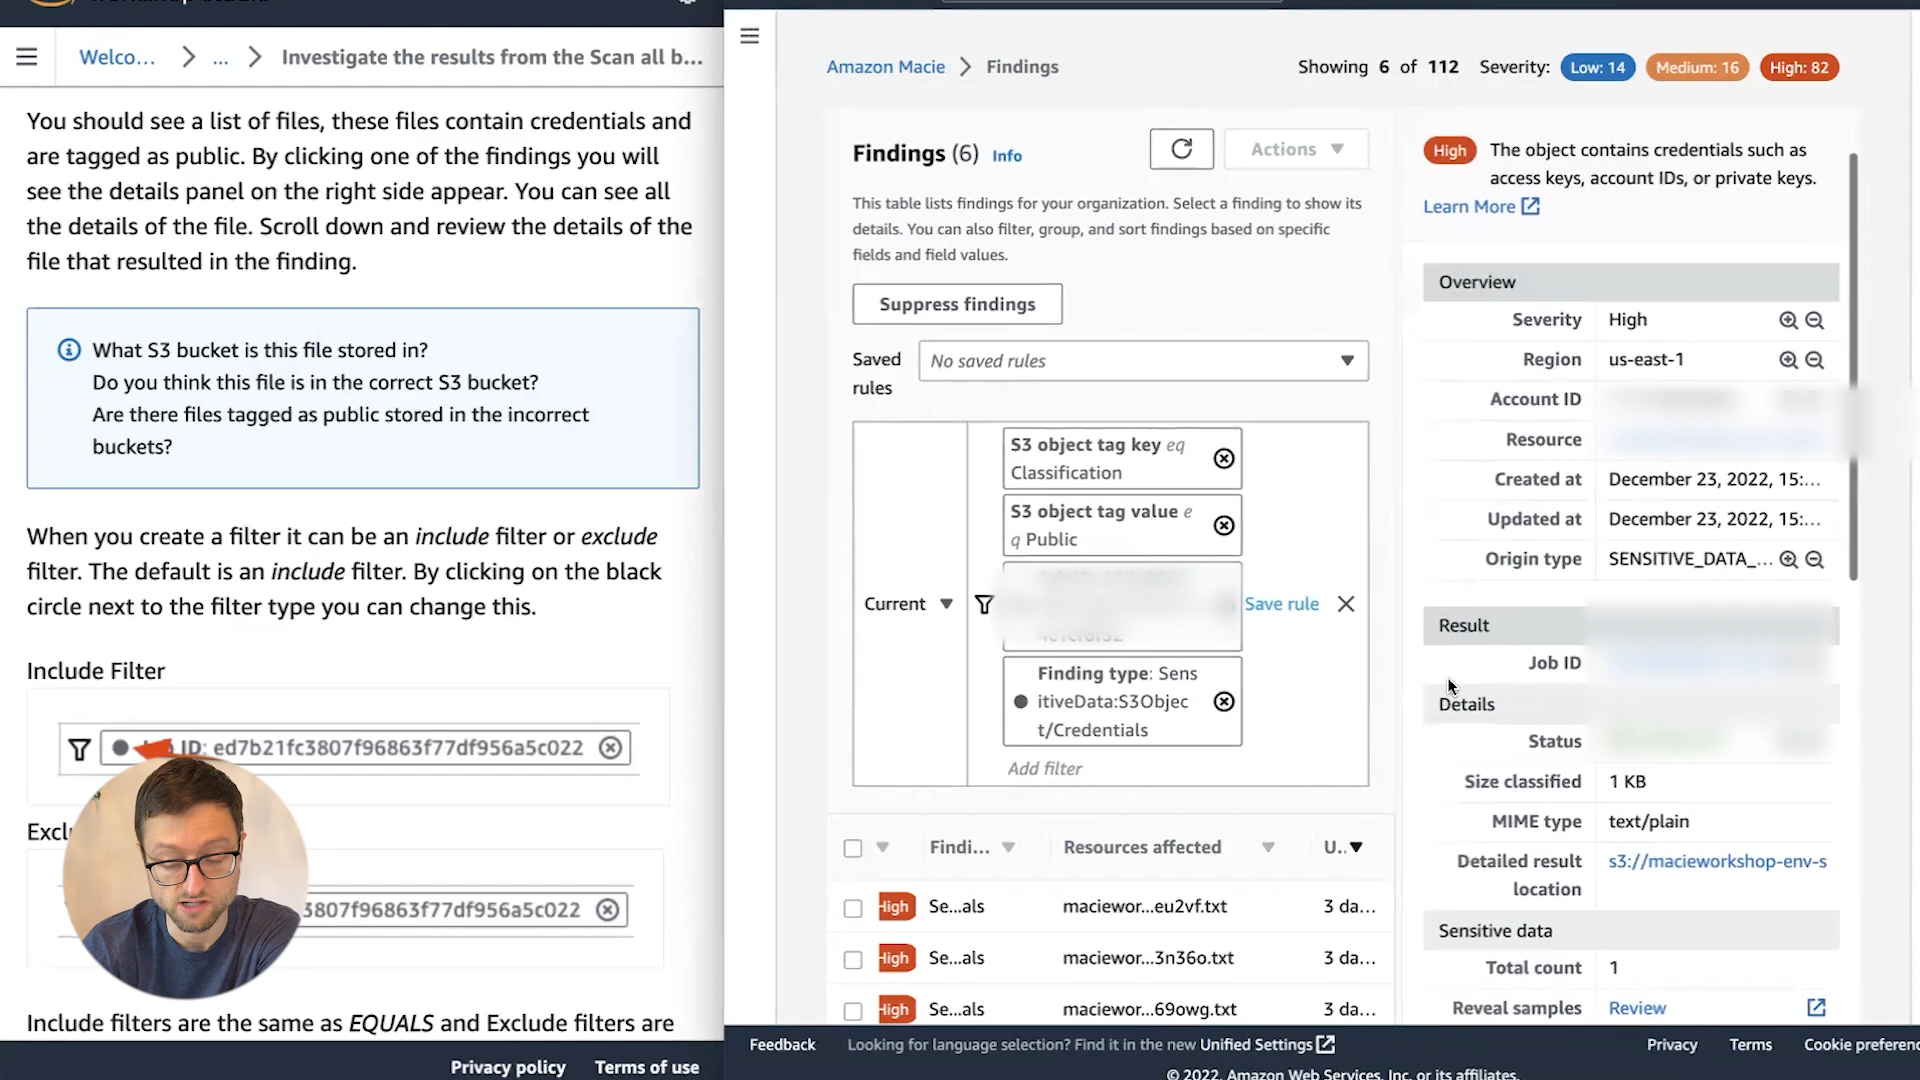 Welco...
...
Investigate the results from the Scan all b...
You should see a list of files, these files contain credentials and
are tagged as public. By clicking one of the findings you will
see the details panel on the right side appear. You can see all
the details of the file. Scroll down and review the details of the
file that resulted in the finding.
What S3 bucket is this file stored in?
Do you think this file is in the correct S3 bucket?
Are there files tagged as public stored in the incorrect
buckets?
When you create a filter it can be an include filter or exclude
filter. The default is an include filter. By clicking on the black
circle next to the filter type you can change this.
Include Filter
ID: ed7b21fc3807f96863f77df956a5c022
Excl
3807f96863f77df956a5c022
Include filters are the same as EQUALS and Exclude filters are
Privacy policy
Terms of use
Amazon Macie
Findings
Showing 6 of 112
Severity:
Low: 14
Medium: 16
High: 82
Findings (6)
Info
Actions
This table lists findings for your organization. Select a finding to show its
details. You can also filter, group, and sort findings based on specific
fields and field values.
Suppress findings
Saved
rules
No saved rules
Current
S3 object tag key eq
Classification
S3 object tag value e
q Public
Save rule
Finding type: Sens
itiveData:S3Objec
t/Credentials
Add filter
Findi...
Resources affected
U..
High
Se...als
maciewor...eu2vf.txt
3 da...
High
Se...als
maciewor...3n36o.txt
3 da...
High
Se...als
maciewor...69owg.txt
3 da...
High
The object contains credentials such as
access keys, account IDs, or private keys.
Learn More
Overview
Severity
High
Region
us-east-1
Account ID
Resource
Created at
December 23, 2022, 15:...
Updated at
December 23, 2022, 15:...
Origin type
SENSITIVE_DATA_...
Result
Job ID
Details
Status
Size classified
1 KB
MIME type
text/plain
Detailed result
location
s3://macieworkshop-env-s
Sensitive data
Total count
1
Reveal samples
Review
Feedback
Looking for language selection? Find it in the new Unified Settings
Privacy
Terms
Cookie preferenc
© 2022, Amazon Web Services, Inc. or its affiliates.